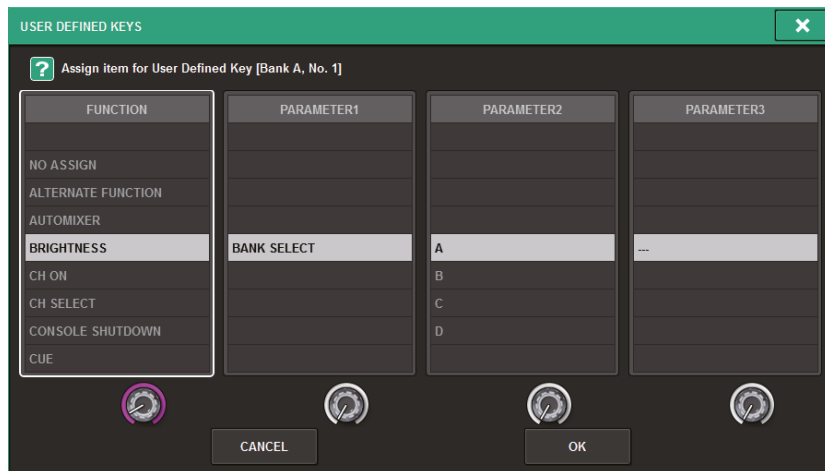 USER DEFINED KEYS
? Assign item for User Defined Key [Bank A, No. 1]
FUNCTION PARAMETER1 PARAMETER2 PARAMETER3
NO ASSIGN
ALTERNATE FUNCTION
AUTOMIXER
BRIGHTNESS BANK SELECT A ---
CH ON B
CH SELECT C
CONSOLE SHUTDOWN D
CUE
CANCEL OK